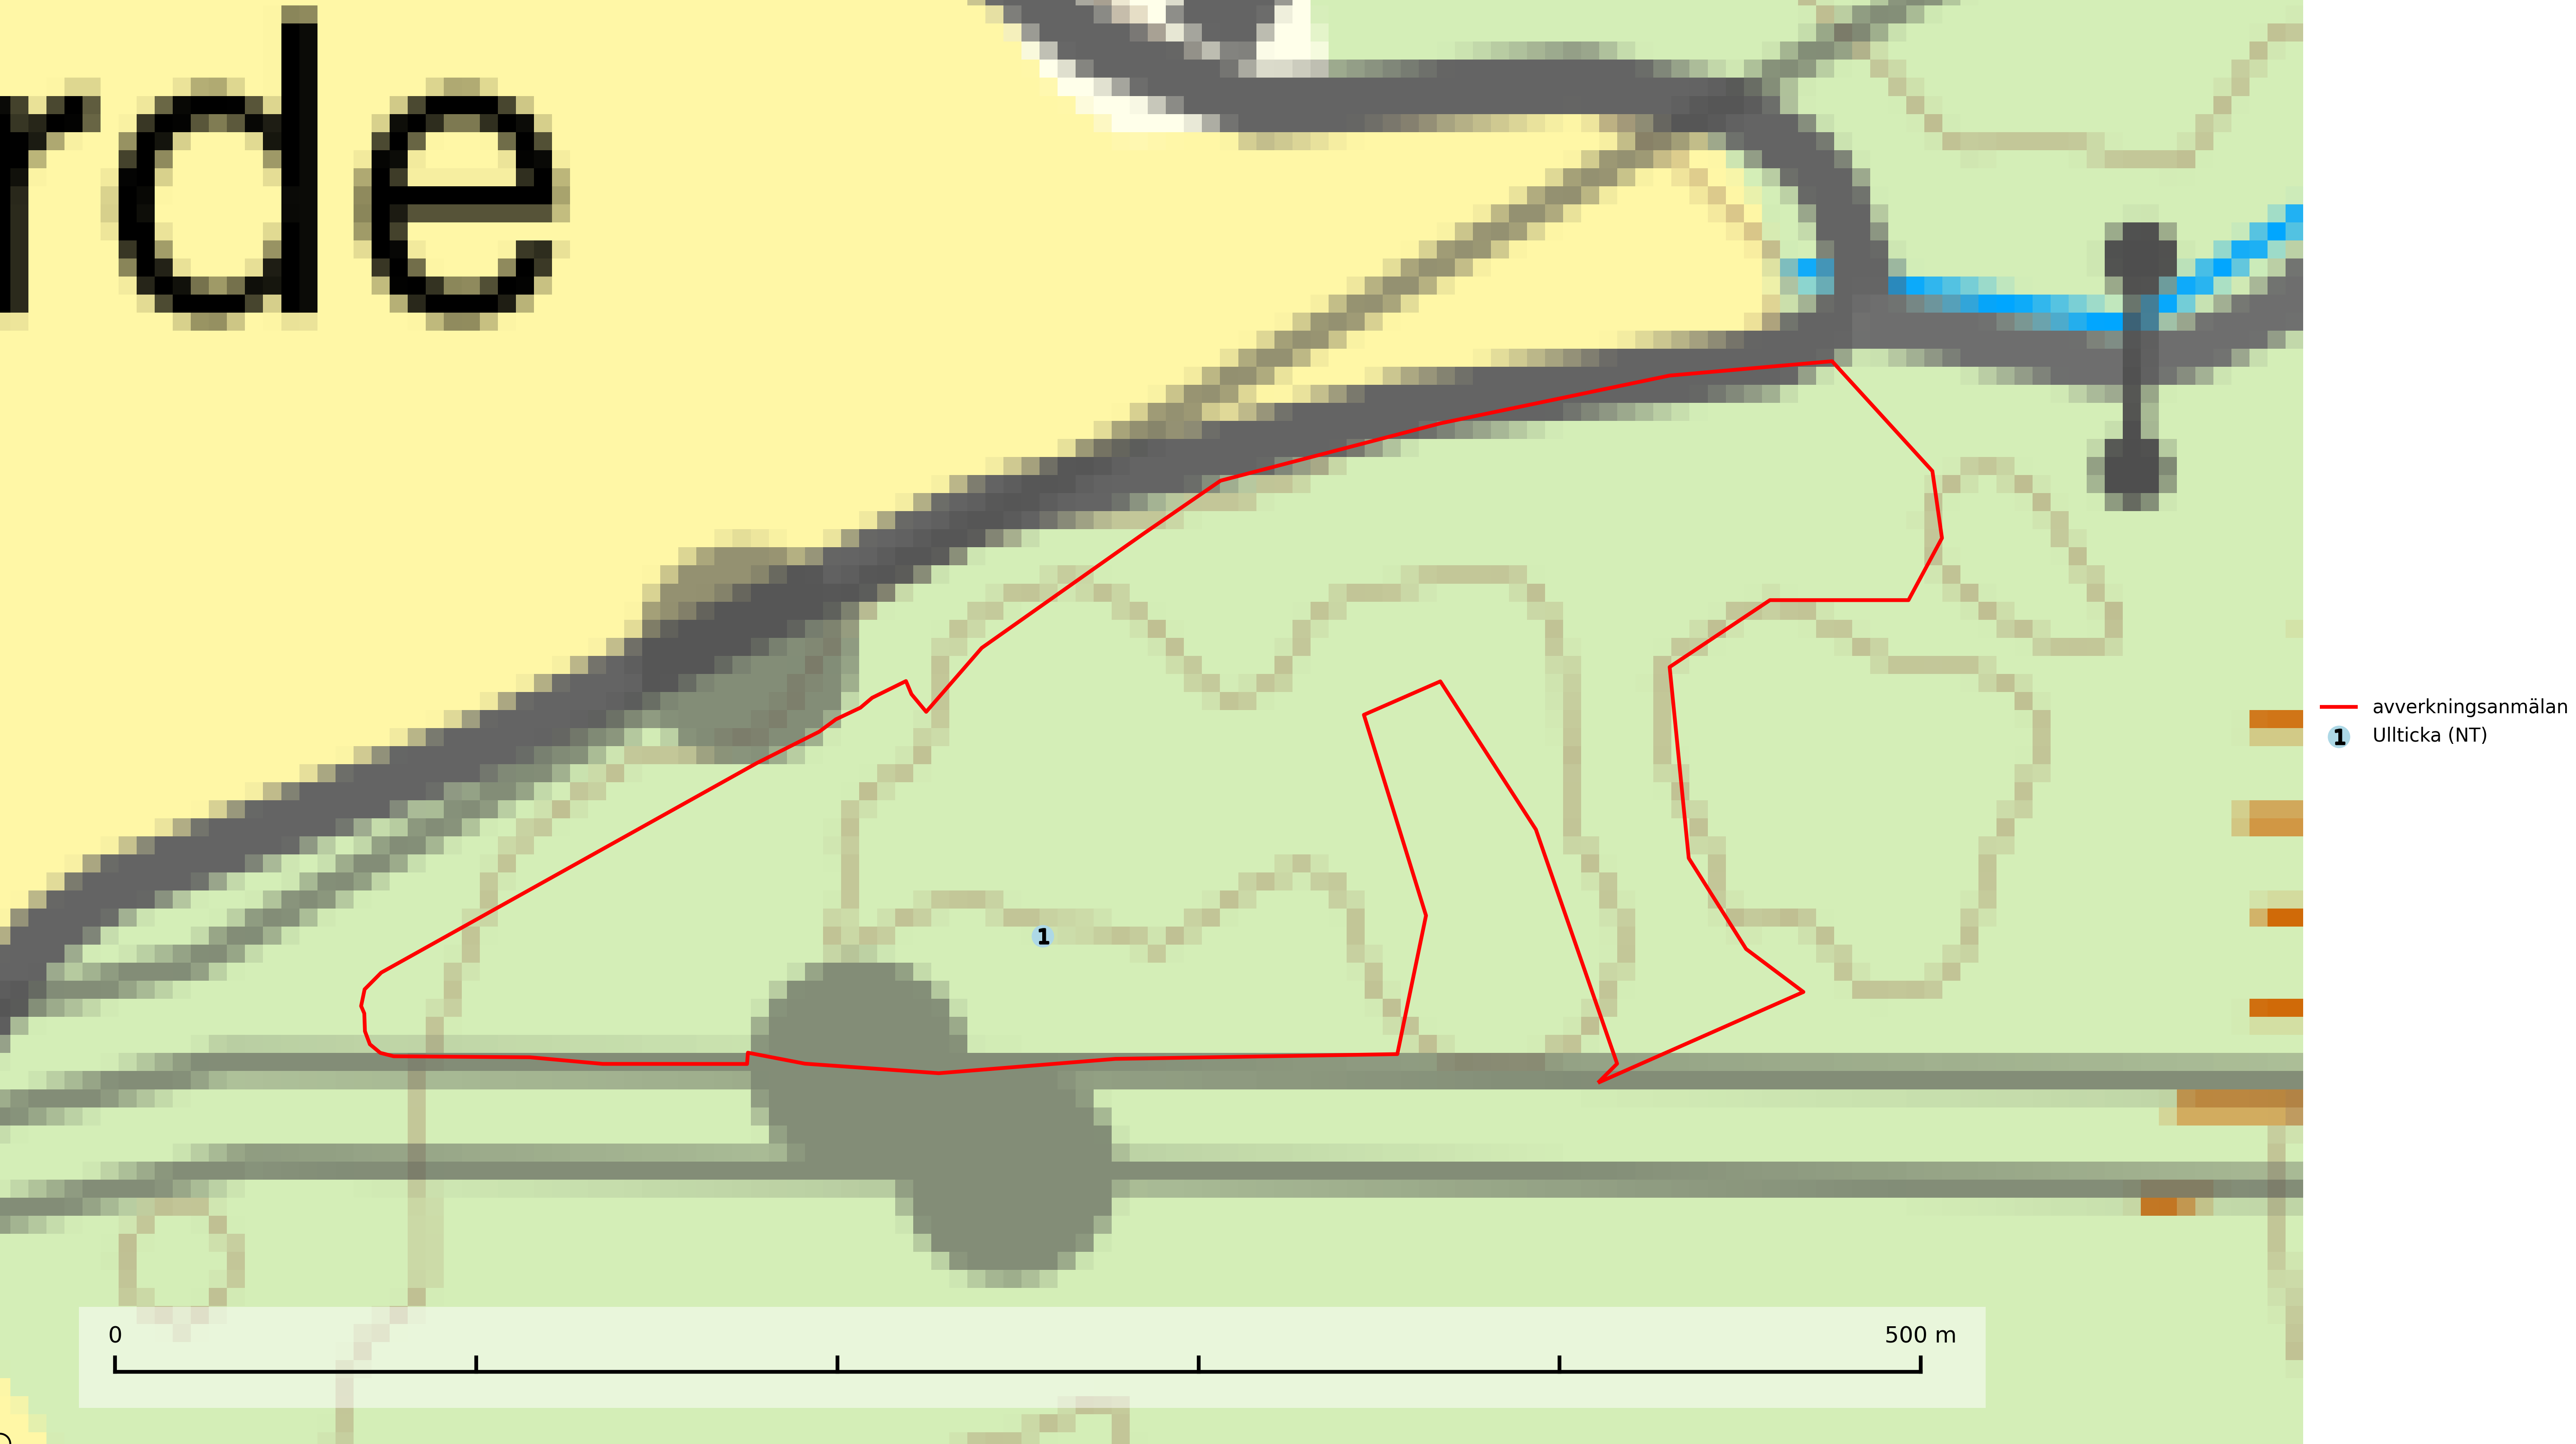 rde
1
avverkningsanmälan
1 Ullticka (NT)
0 500 m